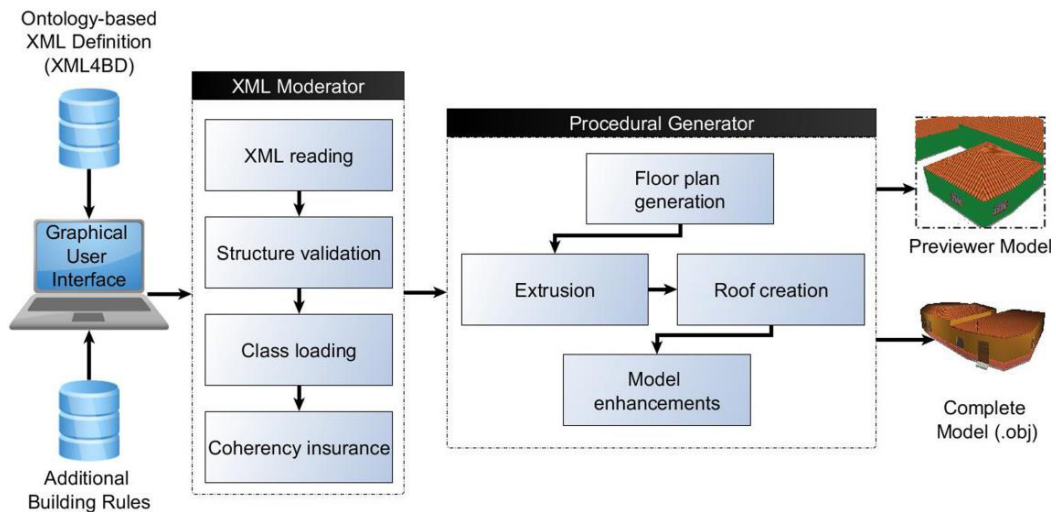 Ontology-based
XML Definition
(XML4BD)
Graphical
User
Interface
Additional
Building Rules
XML Moderator
XML reading
Structure validation
Class loading
Coherency insurance
Procedural Generator
Floor plan
generation
Extrusion
Roof creation
Model
enhancements
Previewer Model
Complete
Model (.obj)